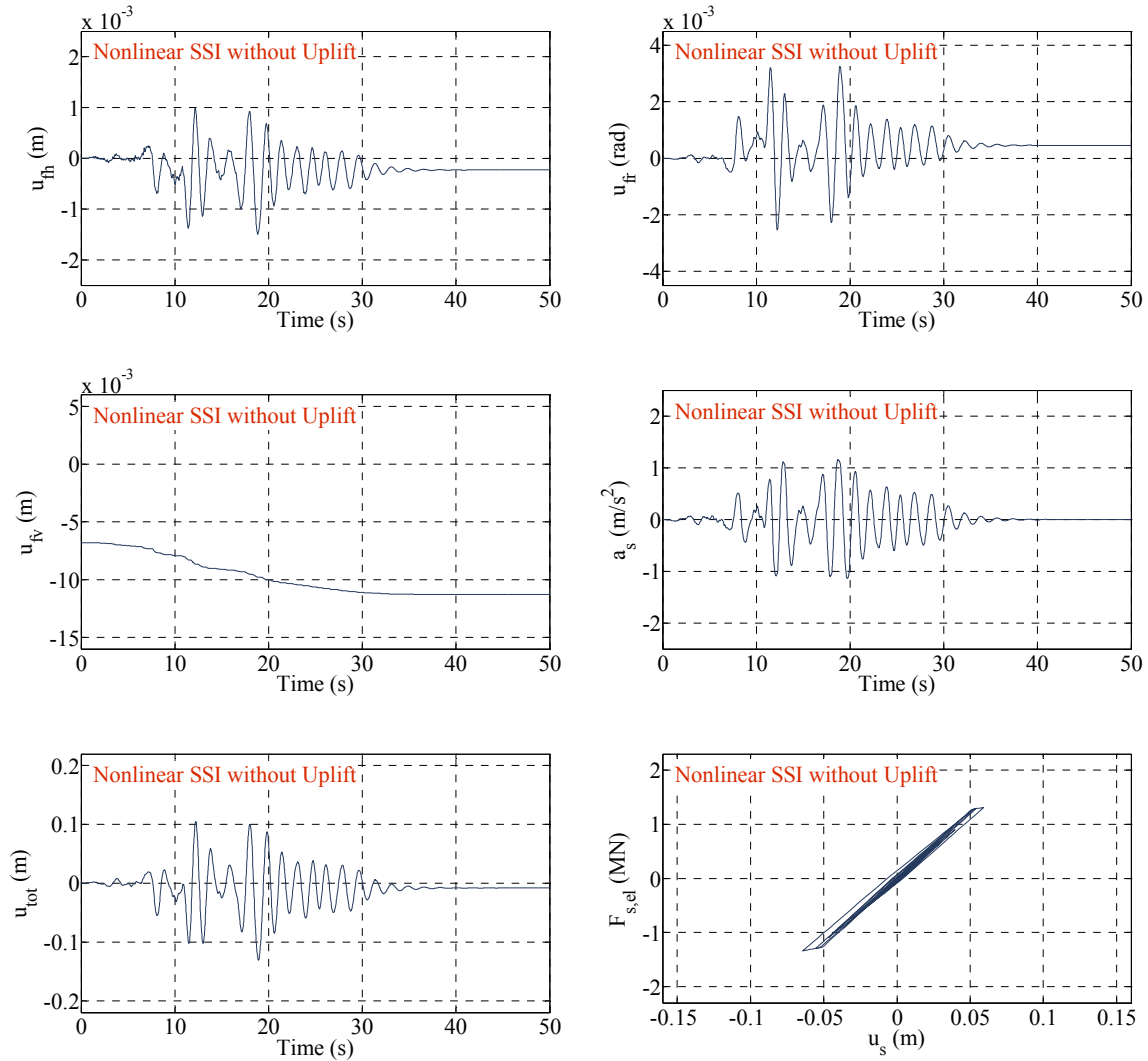 x 10^-3
Nonlinear SSI without Uplift
2
1
0
-1
-2
u_fh (m)
0 10 20 30 40 50
Time (s)
x 10^-3
Nonlinear SSI without Uplift
4
2
0
-2
-4
u_fr (rad)
0 10 20 30 40 50
Time (s)
x 10^-3
Nonlinear SSI without Uplift
5
0
-5
-10
-15
u_fv (m)
0 10 20 30 40 50
Time (s)
Nonlinear SSI without Uplift
2
1
0
-1
-2
a_s (m/s^2)
0 10 20 30 40 50
Time (s)
Nonlinear SSI without Uplift
0.2
0.1
0
-0.1
-0.2
u_tot (m)
0 10 20 30 40 50
Time (s)
Nonlinear SSI without Uplift
2
1
0
-1
-2
F_s,el (MN)
-0.15 -0.1 -0.05 0 0.05 0.1 0.15
u_s (m)